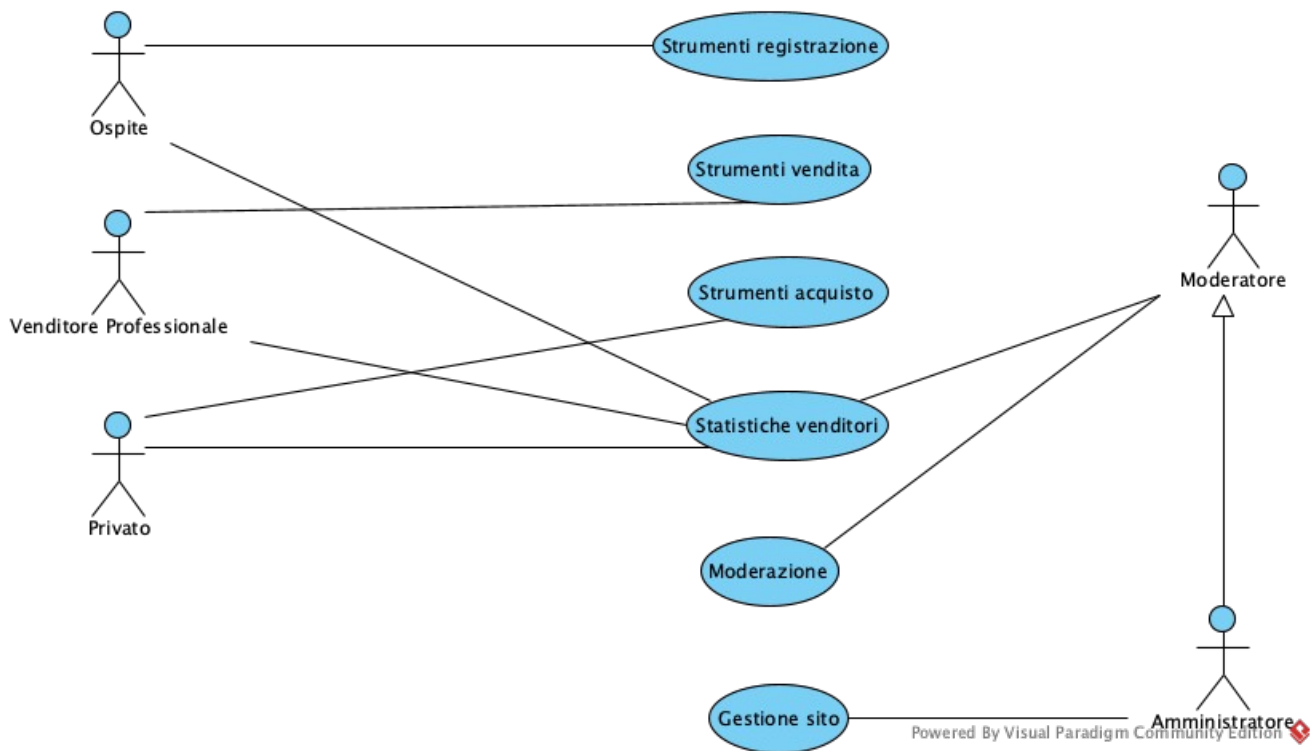 Strumenti registrazione
Ospite
Strumenti vendita
Moderatore
Strumenti acquisto
Venditore Professionale
Statistiche venditori
Privato
Moderazione
Gestione sito
Amministratore
Powered By Visual Paradigm Community Edition